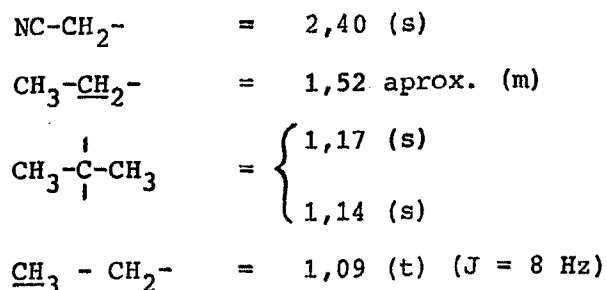 NC-CH2- = 2,40 (s)
CH3-CH2- = 1,52 aprox. (m)
CH3-C-CH3 = { 1,17 (s)
1,14 (s)
CH3 - CH2- = 1,09 (t) (J = 8 Hz)